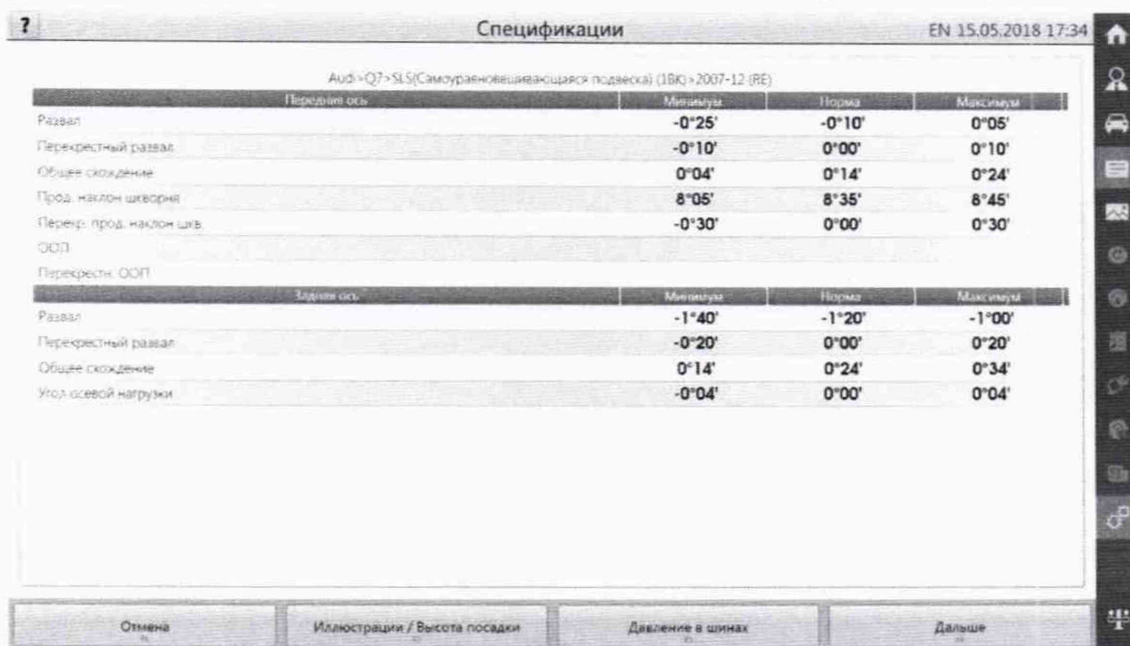 ? Спецификации EN 15.05.2018 17:34
Audi>Q7>SLS(Самоуравновешивающаяся подвеска) (1BK)>2007-12 (RE)
Передняя ось Минимум Норма Максимум
Развал -0°25' -0°10' 0°05'
Перекрестный развал -0°10' 0°00' 0°10'
Общее схождение 0°04' 0°14' 0°24'
Прод. наклон шкворня 8°05' 8°35' 8°45'
Перекр. прод. наклон шкв. -0°30' 0°00' 0°30'
ООП
Перекрестн. ООП
Задняя ось Минимум Норма Максимум
Развал -1°40' -1°20' -1°00'
Перекрестный развал -0°20' 0°00' 0°20'
Общее схождение 0°14' 0°24' 0°34'
Угол осевой нагрузки -0°04' 0°00' 0°04'
Отмена Иллюстрации / Высота посадки Давление в шинах Дальше